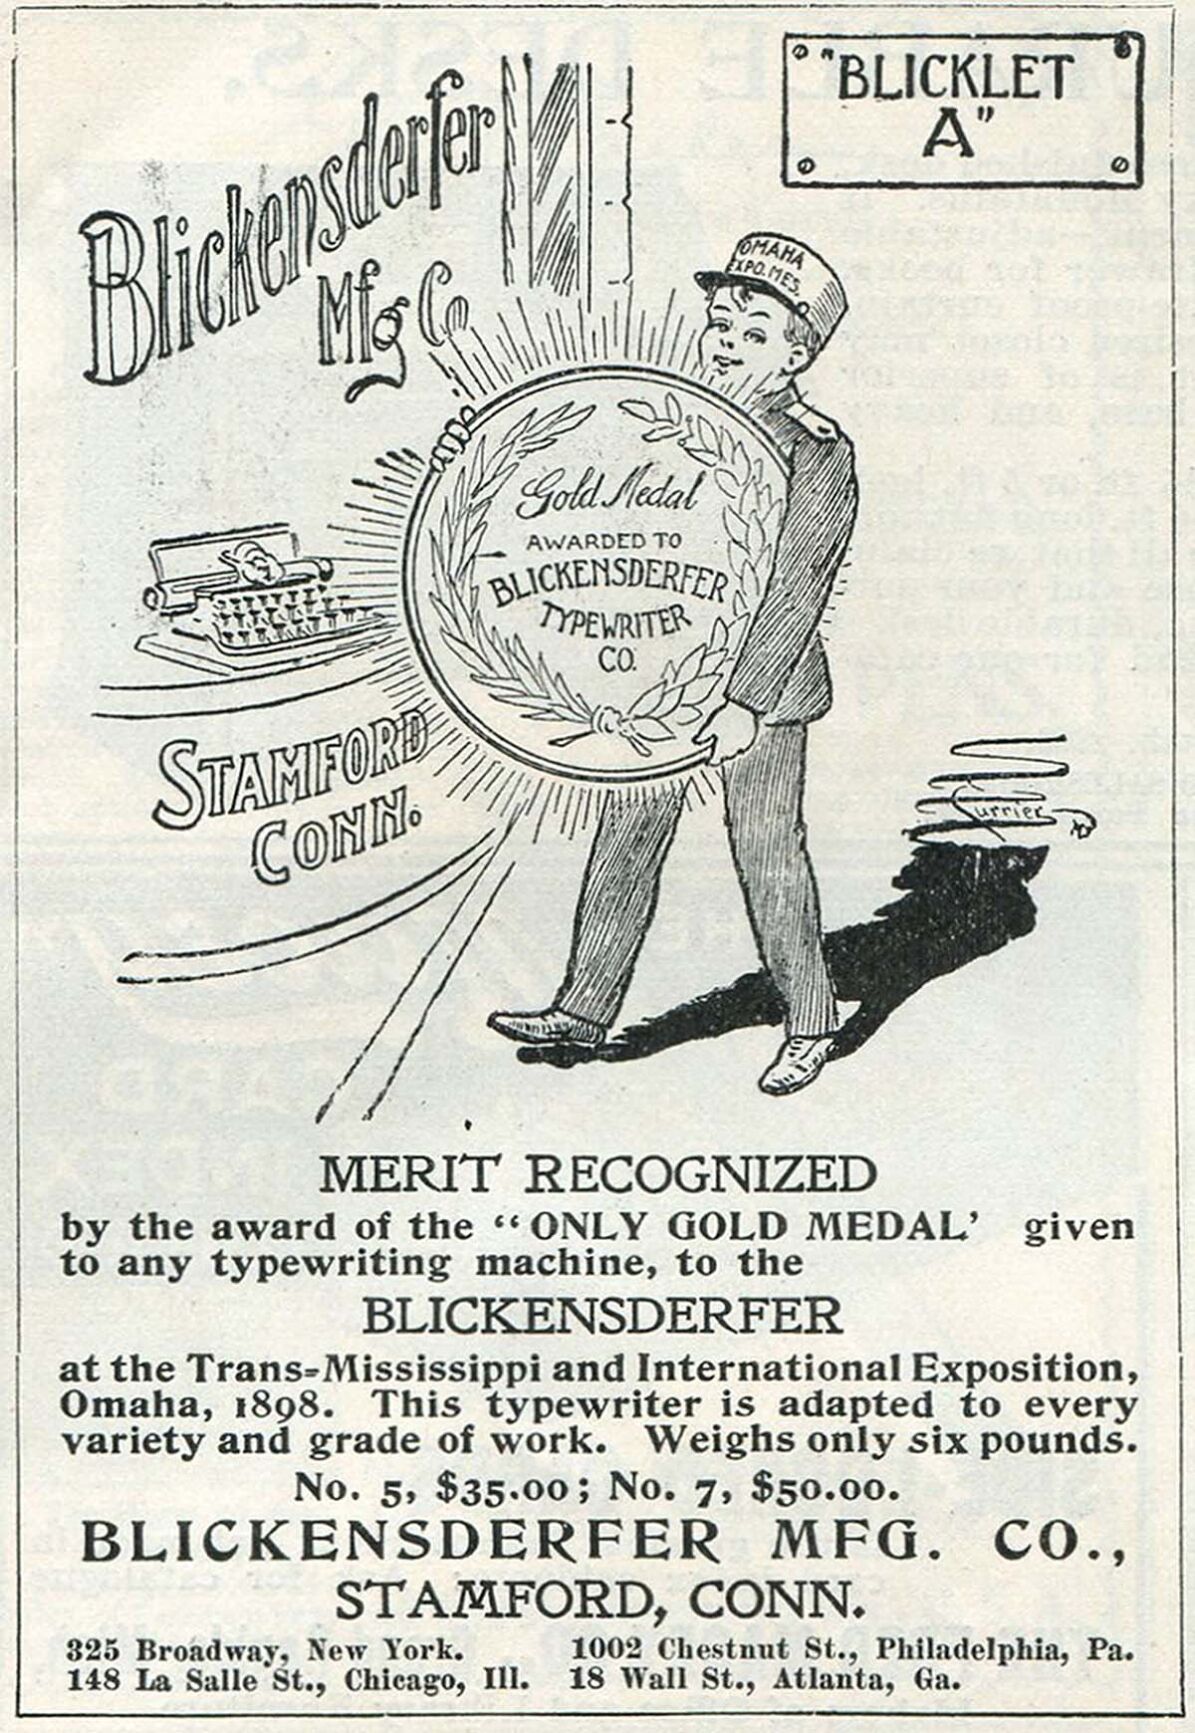 "BLICKLET
A"
Blickensderfer
Mfg Co
OMAHA
EXPO. MES.
Gold Medal
AWARDED TO
BLICKENSDERFER
TYPEWRITER
CO.
STAMFORD
CONN.
Currier
MERIT RECOGNIZED
by the award of the "ONLY GOLD MEDAL' given
to any typewriting machine, to the
BLICKENSDERFER
at the Trans-Mississippi and International Exposition,
Omaha, 1898. This typewriter is adapted to every
variety and grade of work. Weighs only six pounds.
No. 5, $35.00; No. 7, $50.00.
BLICKENSDERFER MFG. CO.,
STAMFORD, CONN.
325 Broadway, New York. 1002 Chestnut St., Philadelphia, Pa.
148 La Salle St., Chicago, Ill. 18 Wall St., Atlanta, Ga.